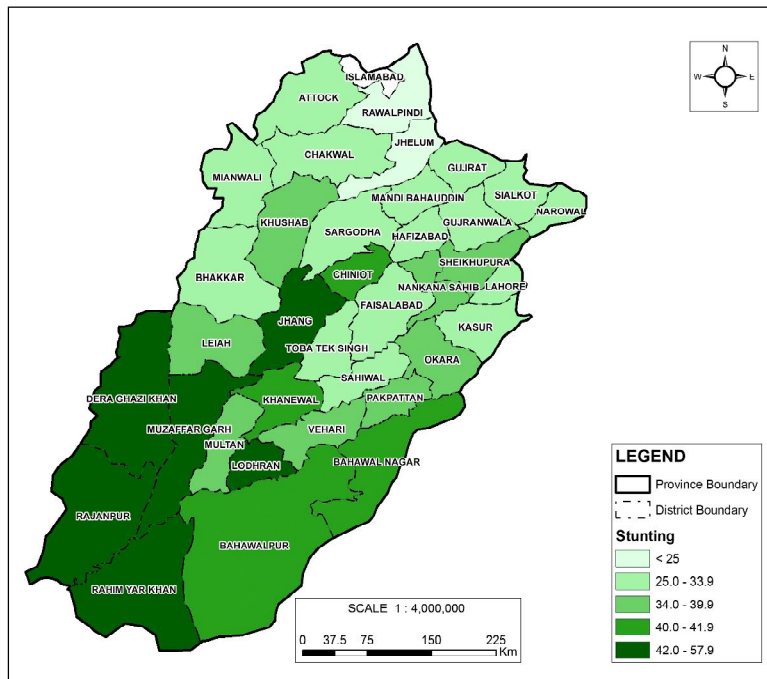 N
W E
S
ISLAMABAD
ATTOCK
RAWALPINDI
JHELUM
CHAKWAL
GUJRAT
MIANWALI
MANDI BAHAUDDIN
SIALKOT
NAROWAL
KHUSHAB
GUJRANWALA
SARGODHA
HAFIZABAD
SHEIKHUPURA
CHINIOT
BHAKKAR
NANKANA SAHIB
LAHORE
FAISALABAD
JHANG
KASUR
LEIAH
TOBA TEK SINGH
OKARA
SAHIWAL
DERA GHAZI KHAN
KHANEWAL
PAKPATTAN
MUZAFFAR GARH
VEHARI
MULTAN
LODHRAN
BAHAWAL NAGAR
RAJANPUR
BAHAWALPUR
RAHIM YAR KHAN
LEGEND
Province Boundary
District Boundary
Stunting
< 25
25.0 - 33.9
34.0 - 39.9
40.0 - 41.9
42.0 - 57.9
SCALE 1 : 4,000,000
0 37.5 75 150 225
Km